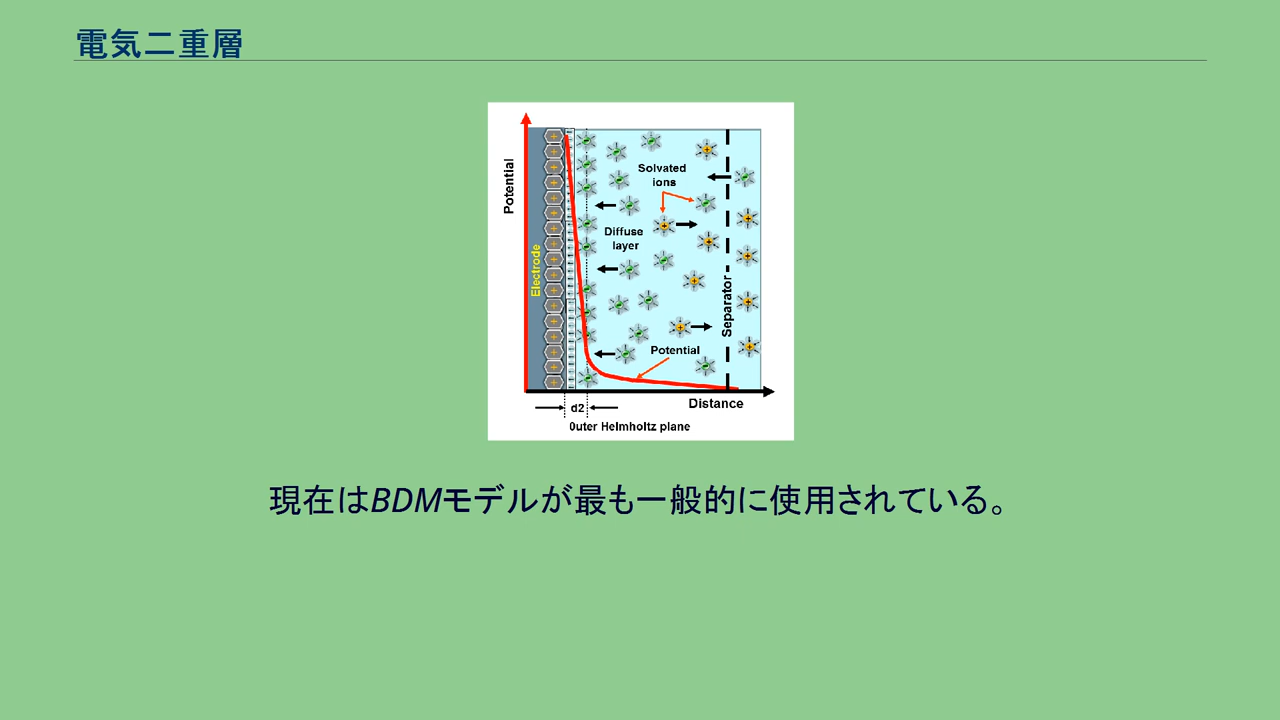 電気二重層
Potential
Electrode
Solvated
ions
Diffuse
layer
Separator
Potential
Distance
d2
0uter Helmholtz plane
現在はBDMモデルが最も一般的に使用されている。